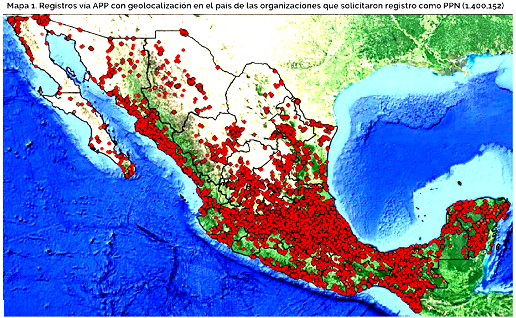 Mapa 1. Registros vía APP con geolocalización en el país de las organizaciones que solicitaron registro como PPN (1,400,152)